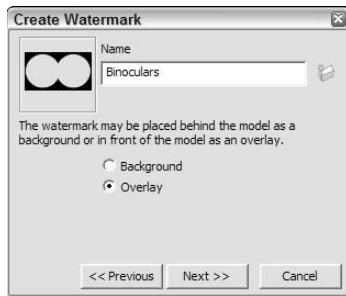 Create Watermark
Name
Binoculars
The watermark may be placed behind the model as a
background or in front of the model as an overlay.
Background
Overlay
<< Previous
Next >>
Cancel